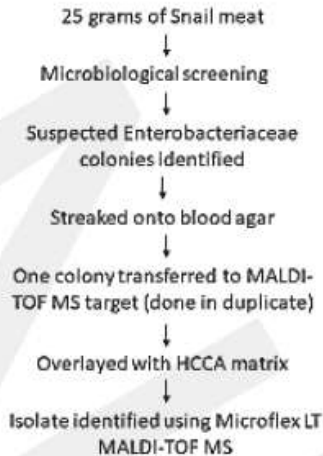 25 grams of Snail meat
Microbiological screening
Suspected Enterobacteriaceae
colonies identified
Streaked onto blood agar
One colony transferred to MALDI-
TOF MS target (done in duplicate)
Overlayed with HCCA matrix
Isolate identified using Microflex LT
MALDI-TOF MS